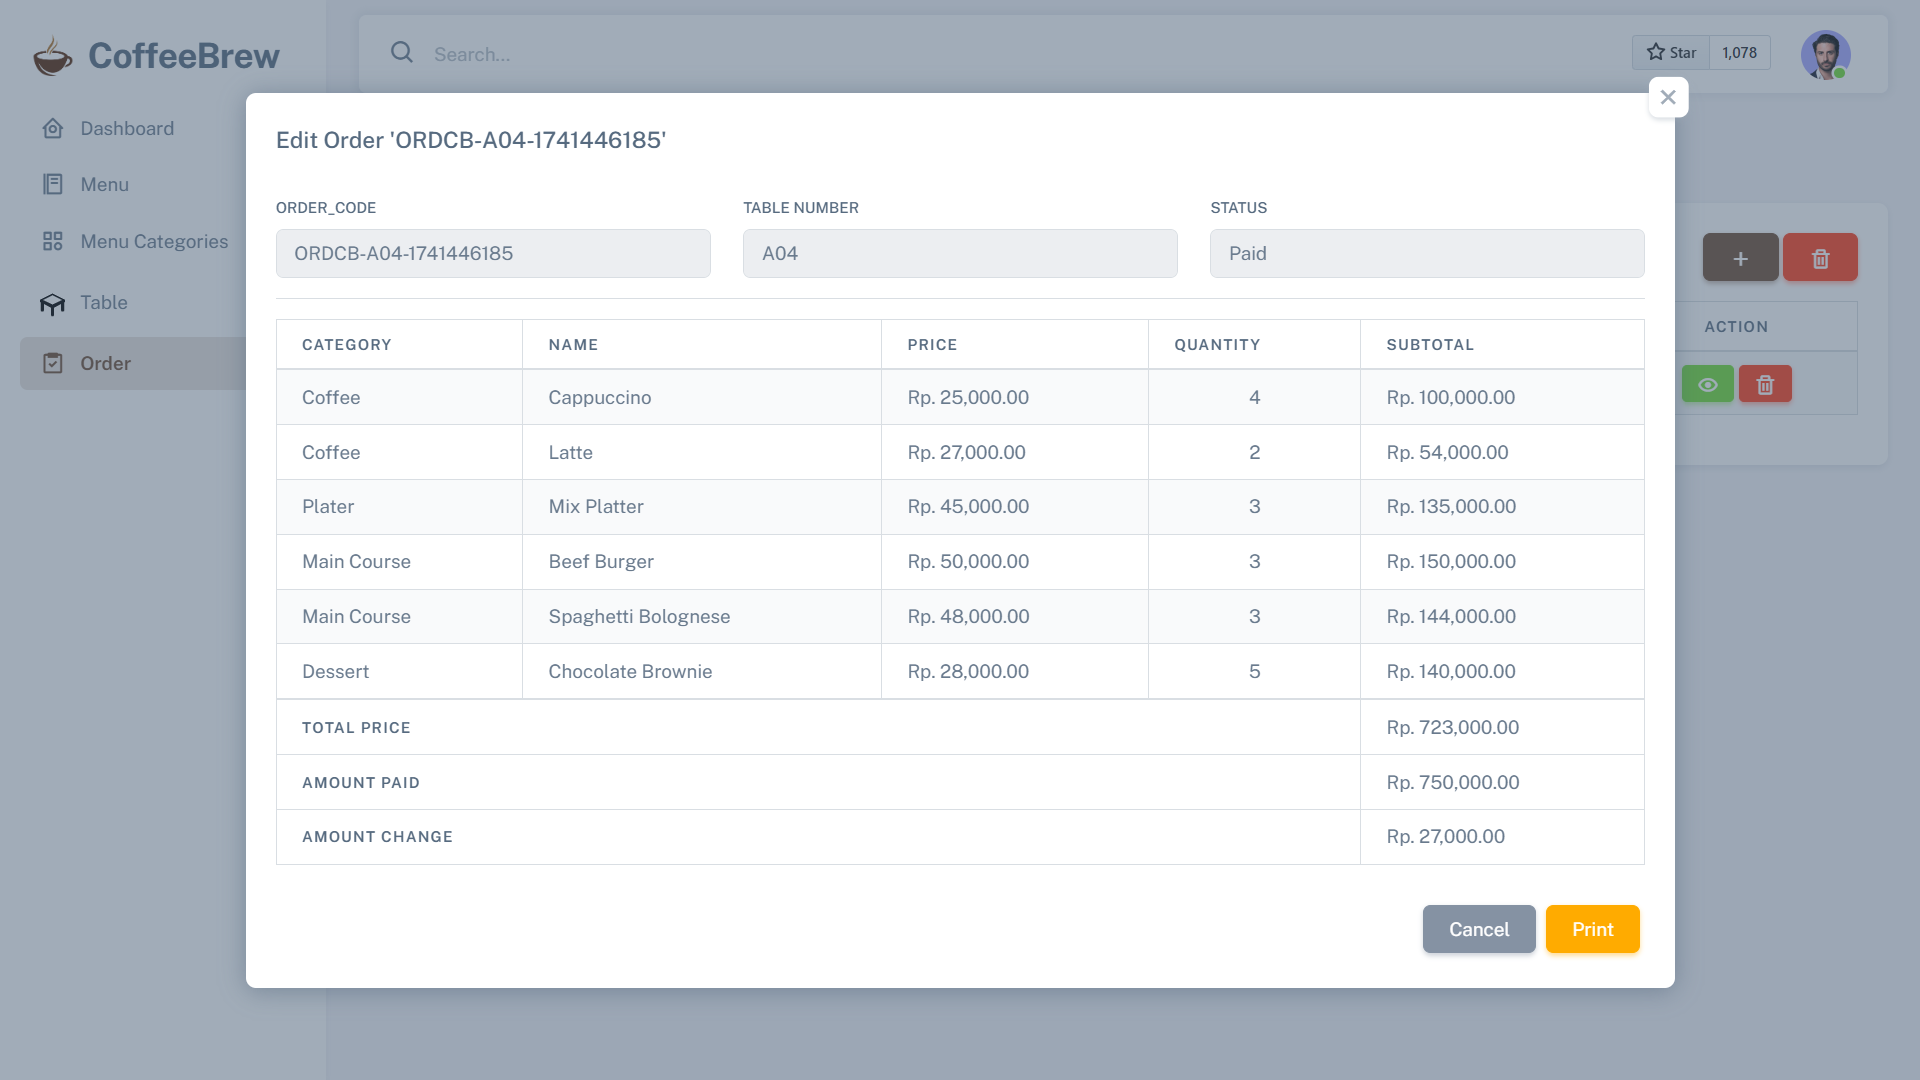 CoffeeBrew
Search...
Star 1,078
Dashboard
Menu
Menu Categories
Table
Order
Edit Order 'ORDCB-A04-1741446185'
ORDER_CODE TABLE NUMBER STATUS
ORDCB-A04-1741446185 A04 Paid
+
ACTION
CATEGORY NAME PRICE QUANTITY SUBTOTAL
Coffee Cappuccino Rp. 25,000.00 4 Rp. 100,000.00
Coffee Latte Rp. 27,000.00 2 Rp. 54,000.00
Plater Mix Platter Rp. 45,000.00 3 Rp. 135,000.00
Main Course Beef Burger Rp. 50,000.00 3 Rp. 150,000.00
Main Course Spaghetti Bolognese Rp. 48,000.00 3 Rp. 144,000.00
Dessert Chocolate Brownie Rp. 28,000.00 5 Rp. 140,000.00
TOTAL PRICE Rp. 723,000.00
AMOUNT PAID Rp. 750,000.00
AMOUNT CHANGE Rp. 27,000.00
Cancel Print